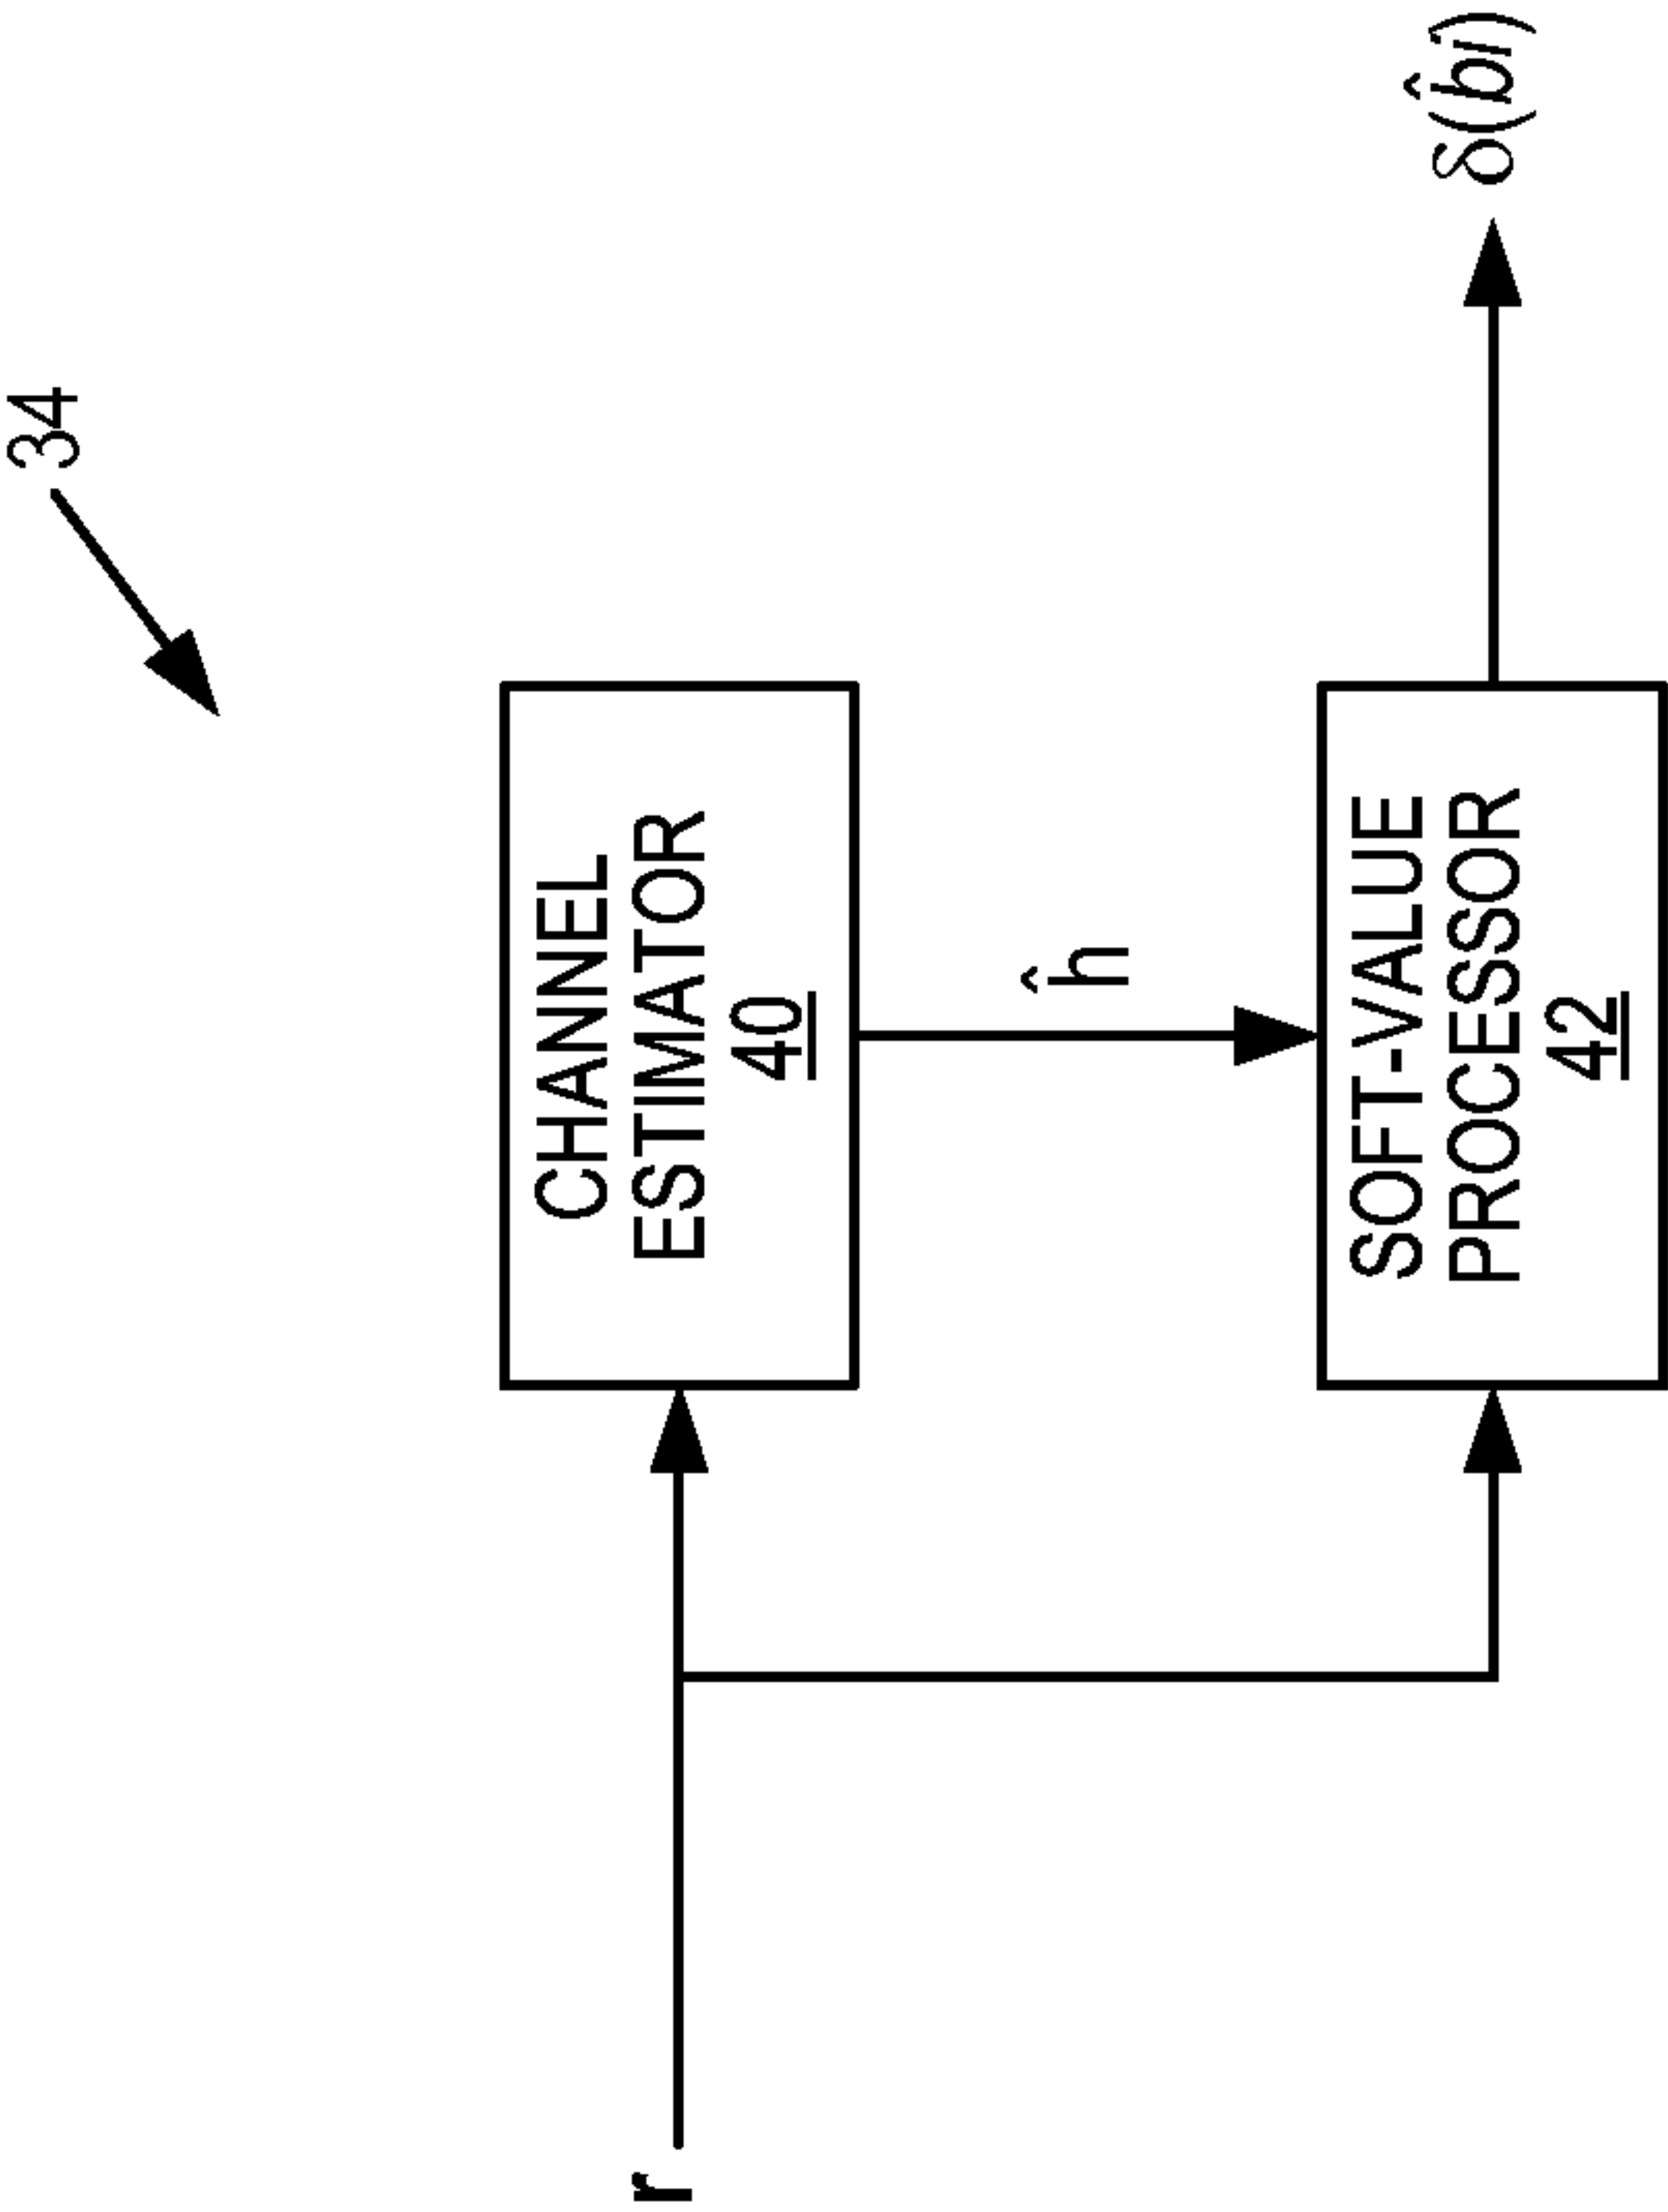 34
r
CHANNEL
ESTIMATOR
40
ĥ
SOFT-VALUE
PROCESSOR
42
δ(b̂i)